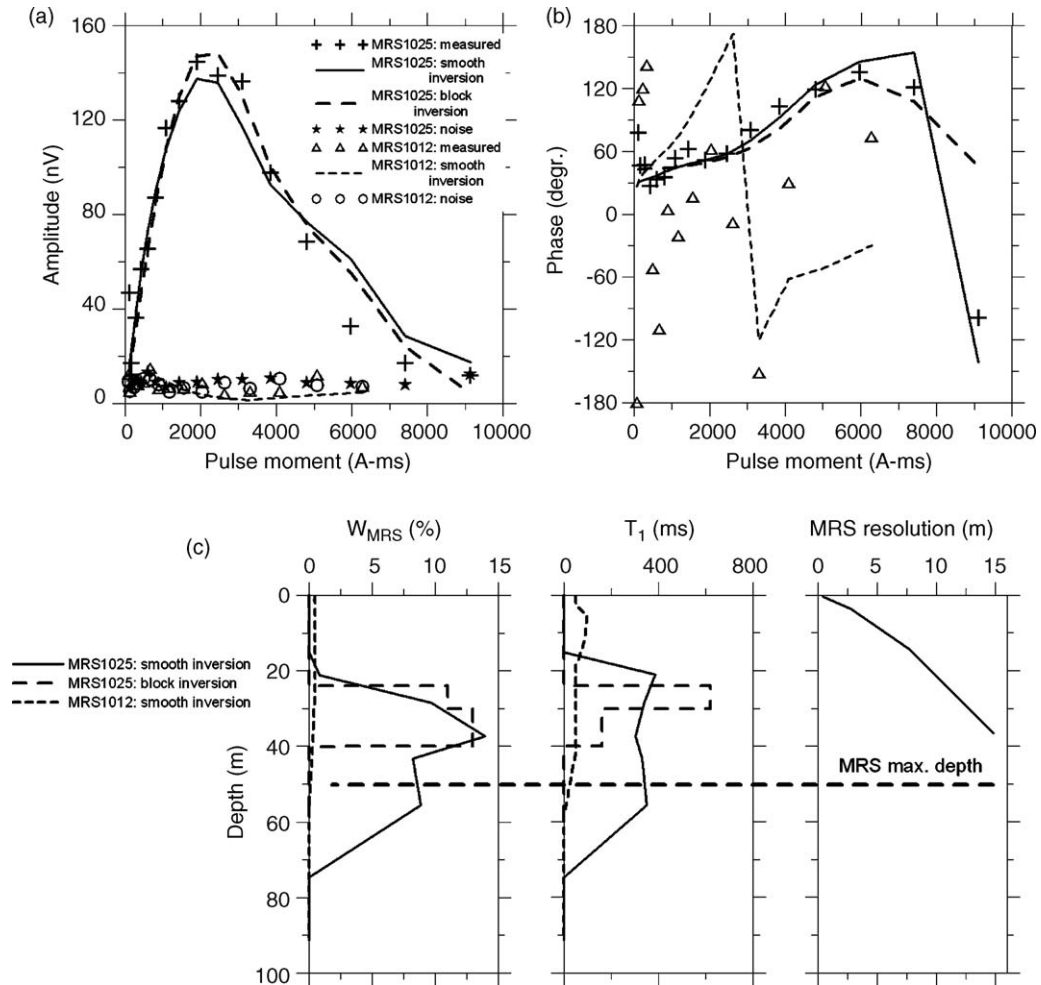 (a)
160
120
80
40
0
Amplitude (nV)
0 2000 4000 6000 8000 10000
Pulse moment (A-ms)
MRS1025: measured
MRS1025: smooth
inversion
MRS1025: block
inversion
MRS1025: noise
MRS1012: measured
MRS1012: smooth
inversion
MRS1012: noise
(b)
180
120
60
0
-60
-120
-180
Phase (degr.)
0 2000 4000 6000 8000 10000
Pulse moment (A-ms)
(c)
MRS1025: smooth inversion
MRS1025: block inversion
MRS1012: smooth inversion
W_MRS (%)
0 5 10 15
0
20
40
60
80
100
Depth (m)
T_1 (ms)
0 400 800
MRS resolution (m)
0 5 10 15
MRS max. depth